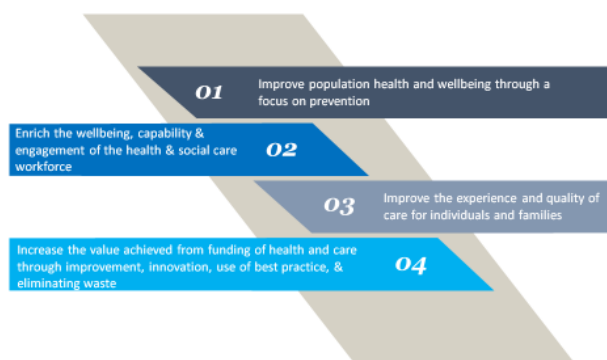 01
Improve population health and wellbeing through a
focus on prevention
Enrich the wellbeing, capability &
engagement of the health & social care
workforce
02
03
Improve the experience and quality of
care for individuals and families
Increase the value achieved from funding of health and care
through improvement, innovation, use of best practice, &
eliminating waste
04